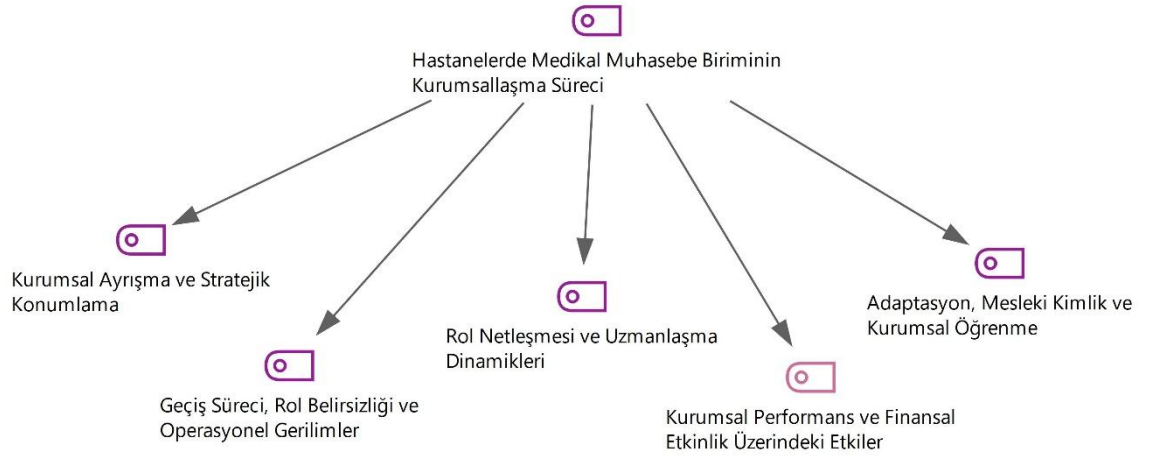 Hastanelerde Medikal Muhasebe Biriminin
Kurumsallaşma Süreci
Kurumsal Ayrışma ve Stratejik
Konumlama
Geçiş Süreci, Rol Belirsizliği ve
Operasyonel Gerilimler
Rol Netleşmesi ve Uzmanlaşma
Dinamikleri
Kurumsal Performans ve Finansal
Etkinlik Üzerindeki Etkiler
Adaptasyon, Mesleki Kimlik ve
Kurumsal Öğrenme